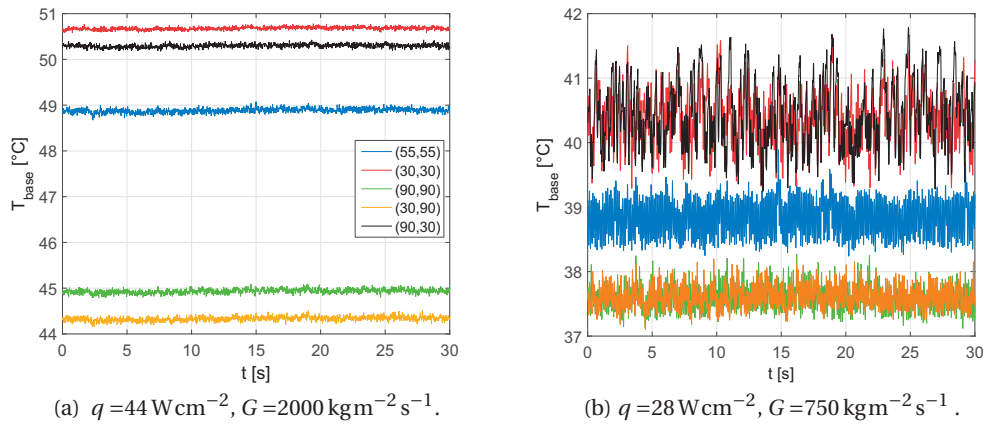 51
50
49
48
47
46
45
44
T_base [°C]
(55,55)
(30,30)
(90,90)
(30,90)
(90,30)
0 5 10 15 20 25 30
t [s]
(a) q =44 W cm⁻², G =2000 kg m⁻² s⁻¹.
42
41
40
39
38
37
T_base [°C]
0 5 10 15 20 25 30
t [s]
(b) q =28 W cm⁻², G =750 kg m⁻² s⁻¹ .